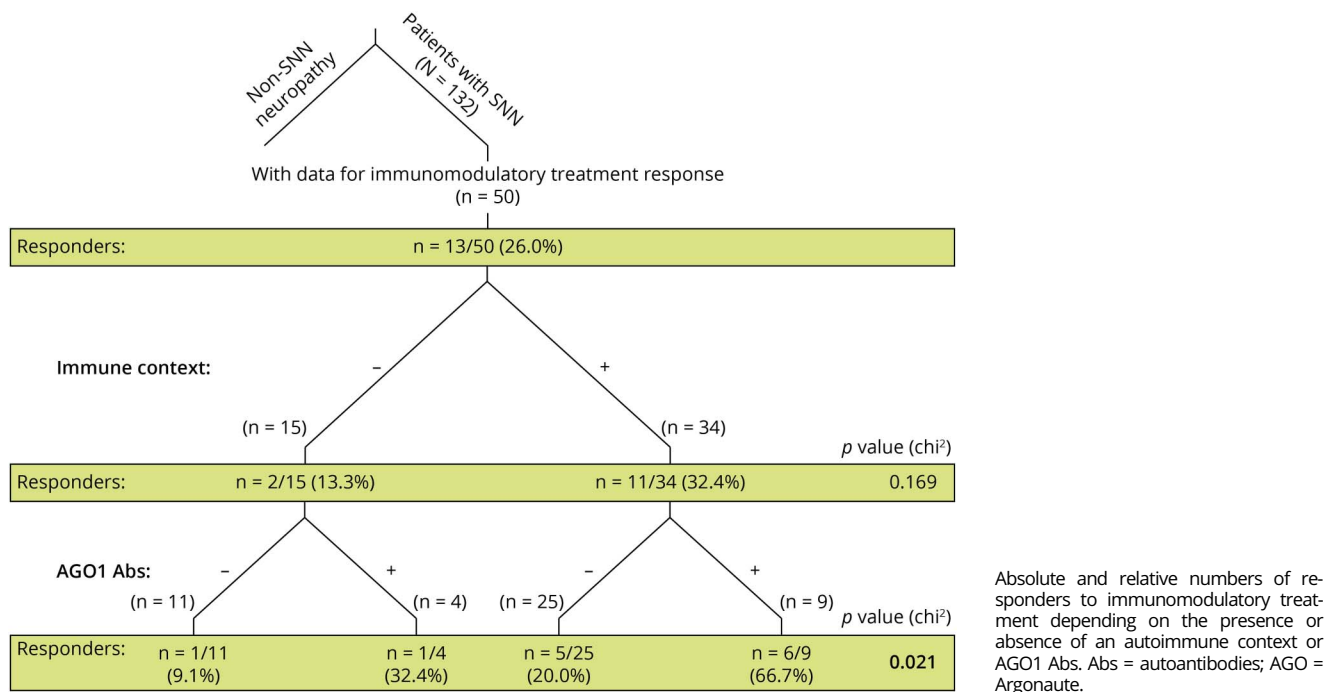 Non-SNN
neuropathy
Patients with SNN
(N = 132)
With data for immunomodulatory treatment response
(n = 50)
Responders: n = 13/50 (26.0%)
Immune context: – +
(n = 15) (n = 34)
p value (chi²)
Responders: n = 2/15 (13.3%) n = 11/34 (32.4%) 0.169
AGO1 Abs: – + – +
(n = 11) (n = 4) (n = 25) (n = 9)
p value (chi²)
Responders: n = 1/11 n = 1/4 n = 5/25 n = 6/9 0.021
(9.1%) (32.4%) (20.0%) (66.7%)
Absolute and relative numbers of re-
sponders to immunomodulatory treat-
ment depending on the presence or
absence of an autoimmune context or
AGO1 Abs. Abs = autoantibodies; AGO =
Argonaute.